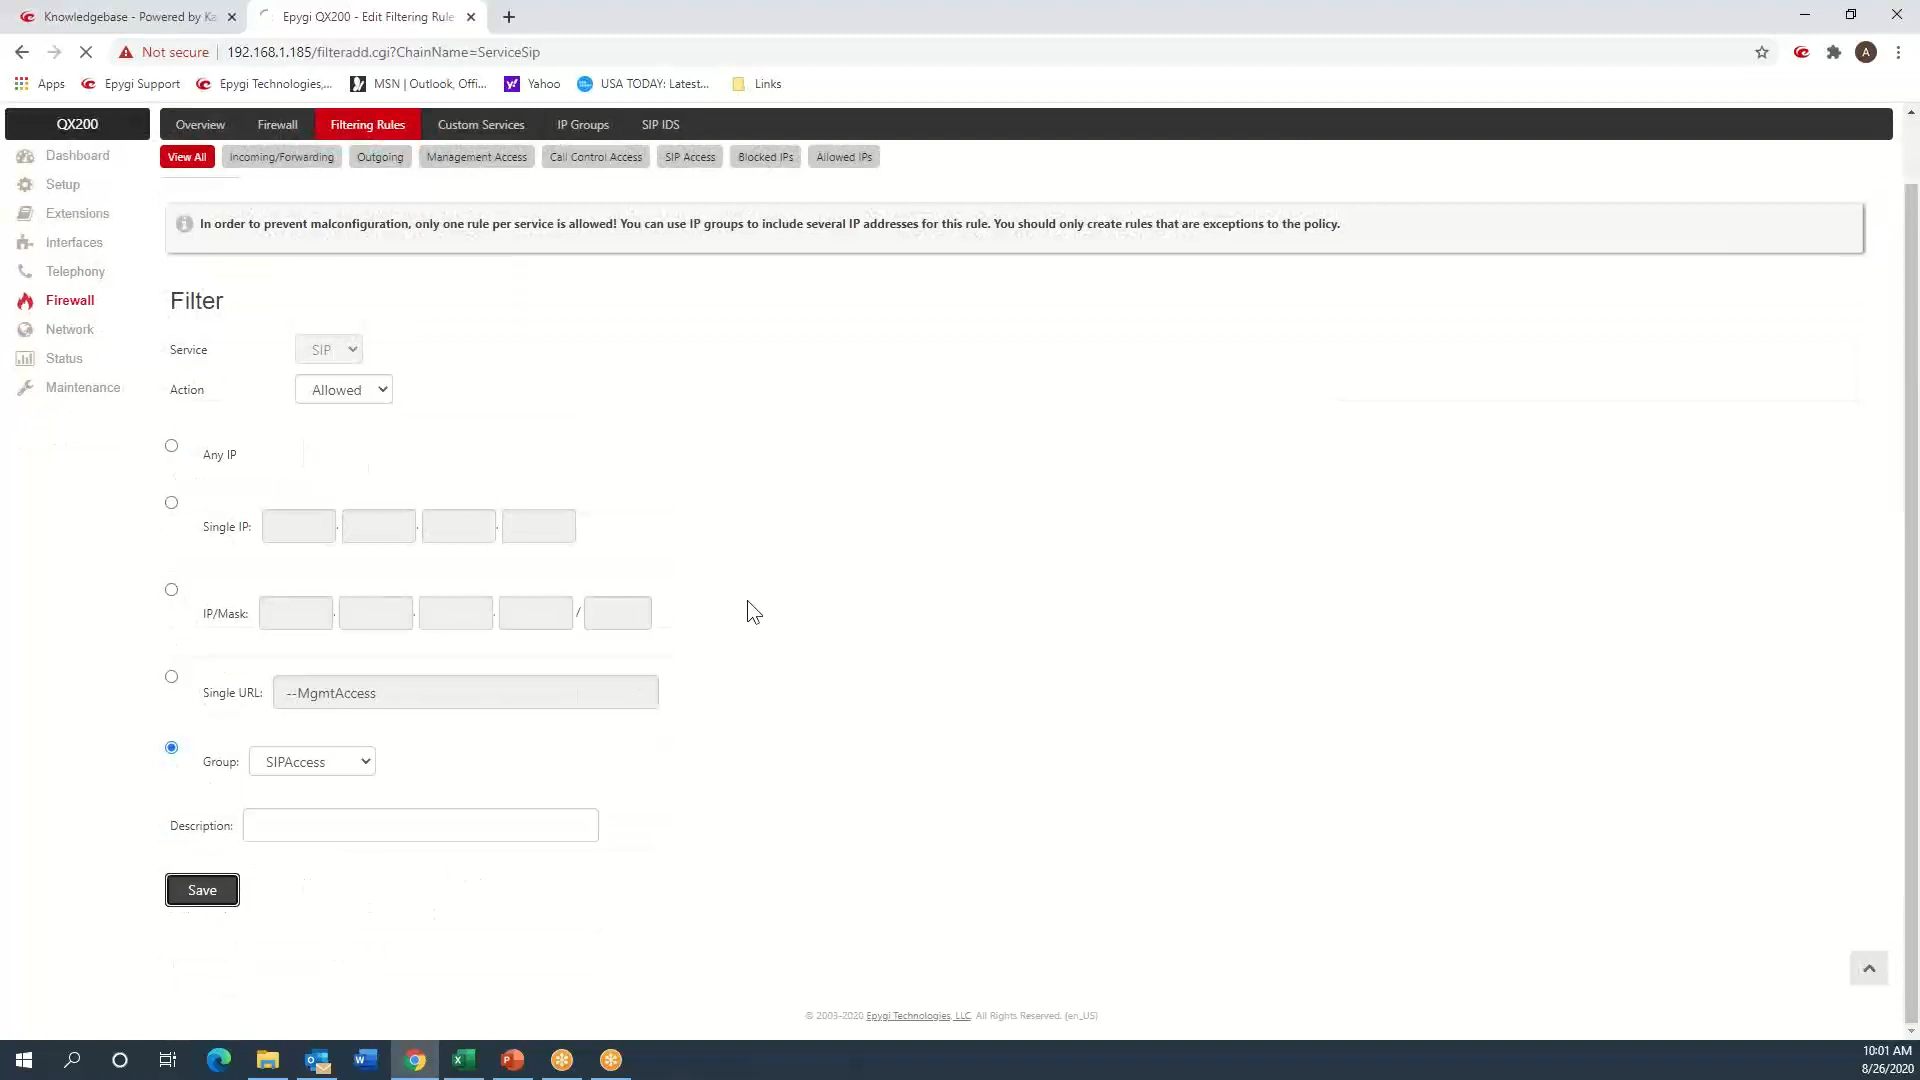 Knowledgebase - Powered by Ka
Epygi QX200 - Edit Filtering Rule
Not secure
192.168.1.185/filteradd.cgi?ChainName=ServiceSip
A
Apps
Epygi Support
Epygi Technologies,...
MSN | Outlook, Offi...
Yahoo
USA TODAY: Latest...
Links
QX200
Overview
Firewall
Filtering Rules
Custom Services
IP Groups
SIP IDS
View All
Incoming/Forwarding
Outgoing
Management Access
Call Control Access
SIP Access
Blocked IPs
Allowed IPs
Dashboard
Setup
Extensions
Interfaces
Telephony
Firewall
Network
Status
Maintenance
In order to prevent malconfiguration, only one rule per service is allowed! You can use IP groups to include several IP addresses for this rule. You should only create rules that are exceptions to the policy.
Filter
Service
SIP
Action
Allowed
Any IP
Single IP:
. . .
IP/Mask:
. . . /
Single URL:
--MgmtAccess
Group:
SIPAccess
Description:
Save
© 2003-2020 Epygi Technologies, LLC. All Rights Reserved. (en_US)
10:01 AM
8/26/2020